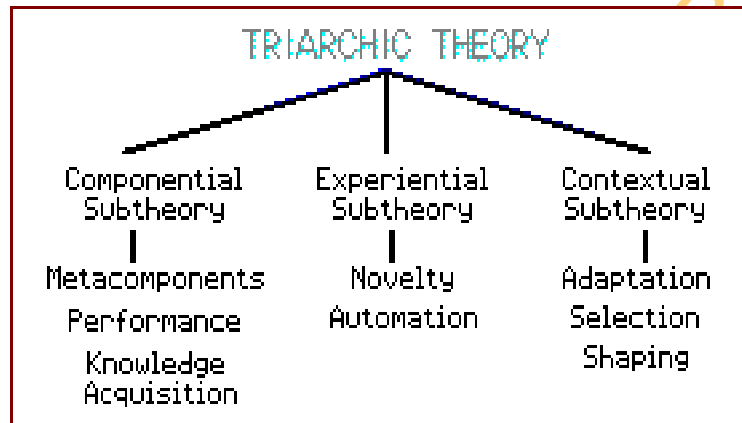 TRIARCHIC THEORY
Componential
Subtheory
Metacomponents
Performance
Knowledge
Acquisition
Experiential
Subtheory
Novelty
Automation
Contextual
Subtheory
Adaptation
Selection
Shaping